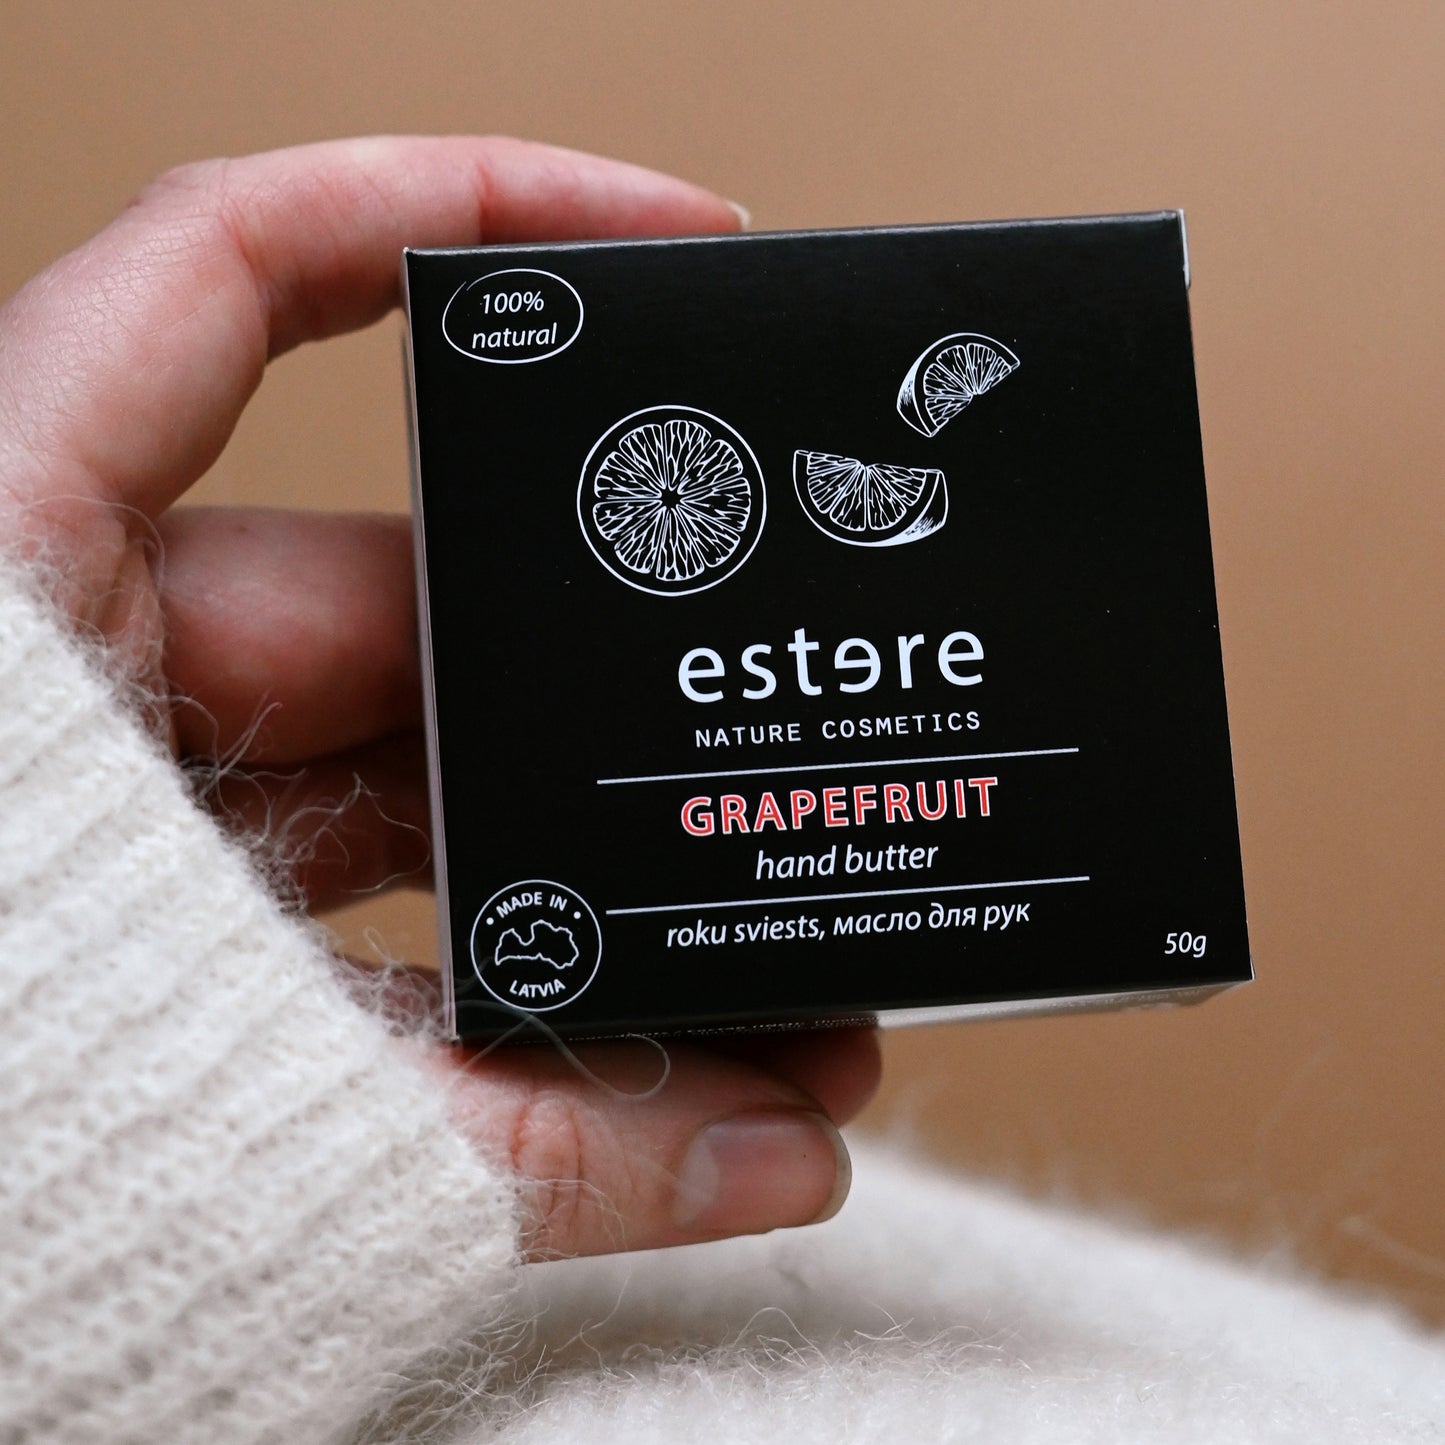 100%
natural
estere
NATURE COSMETICS
GRAPEFRUIT
hand butter
roku sviests, масло для рук
50g
MADE IN
LATVIA